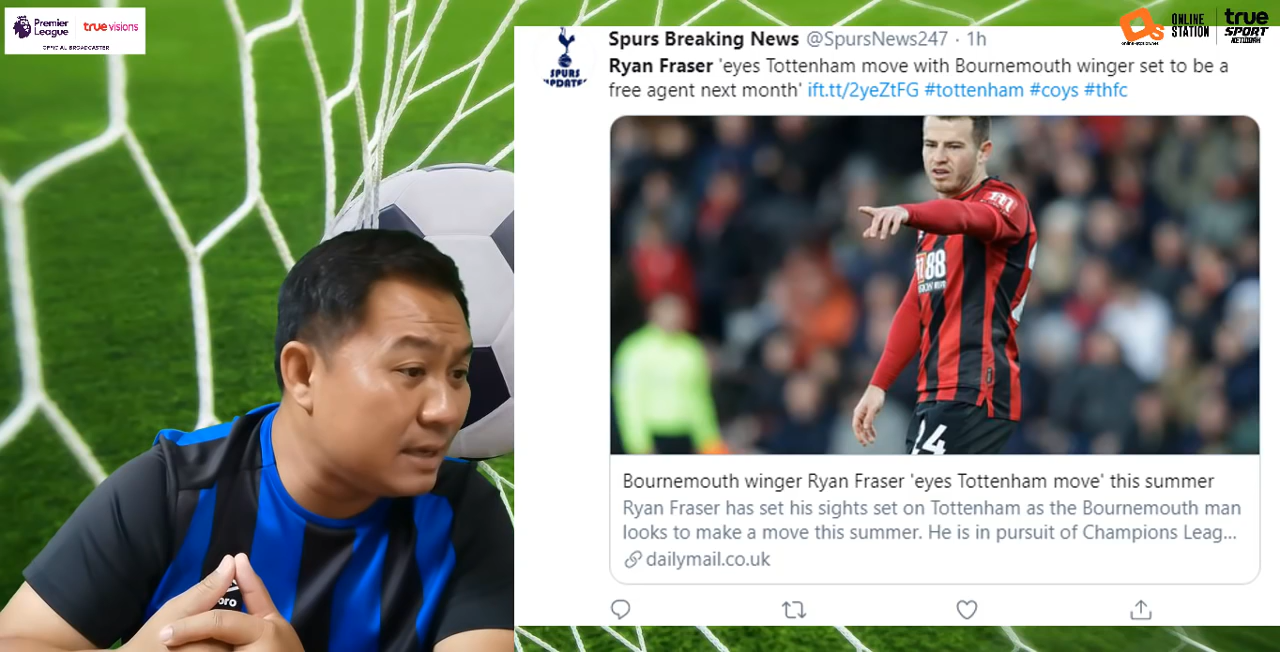 Premier League
true visions
OFFICIAL BROADCASTER
ONLINE STATION
true SPORT NETWORK
Spurs Breaking News @SpursNews247 · 1h
Ryan Fraser 'eyes Tottenham move with Bournemouth winger set to be a
free agent next month' ift.tt/2yeZtFG #tottenham #coys #thfc
SPURS
UPDATE
88
24
Bournemouth winger Ryan Fraser 'eyes Tottenham move' this summer
Ryan Fraser has set his sights set on Tottenham as the Bournemouth man
looks to make a move this summer. He is in pursuit of Champions Leag...
dailymail.co.uk